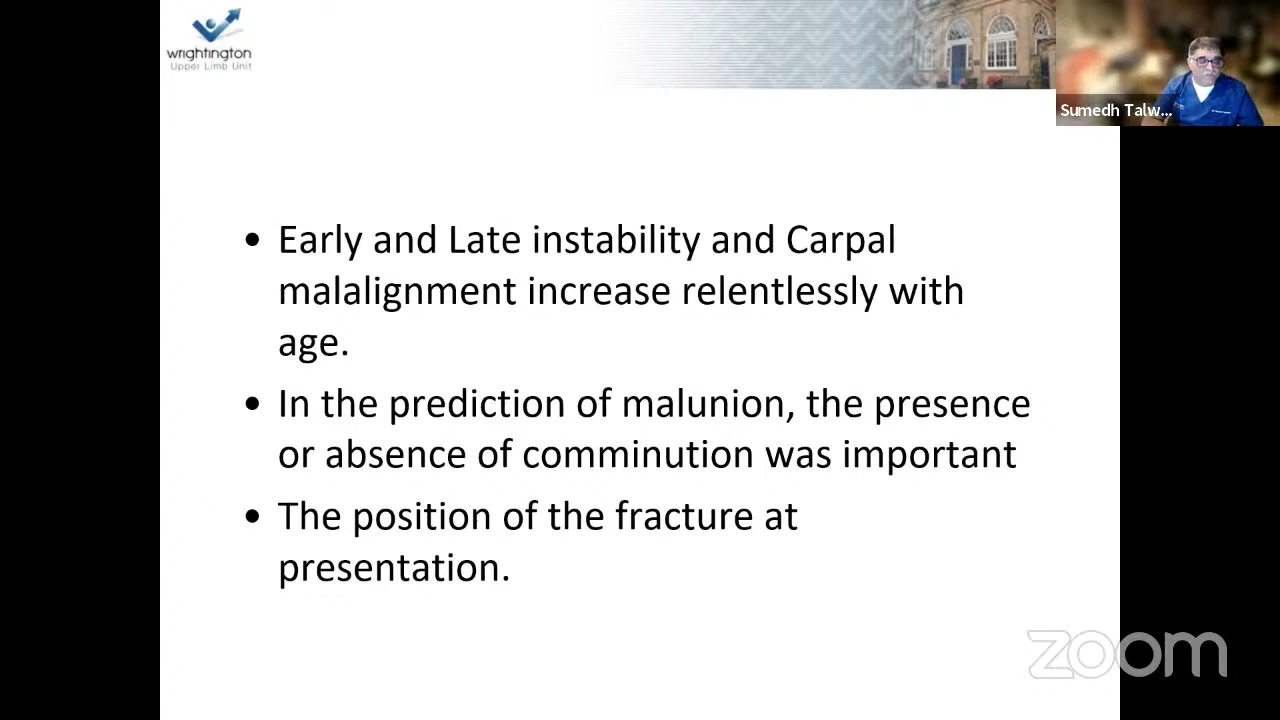 wrightington
Upper Limb Unit
Sumedh Talw...
• Early and Late instability and Carpal
malalignment increase relentlessly with
age.
• In the prediction of malunion, the presence
or absence of comminution was important
• The position of the fracture at
presentation.
zoom